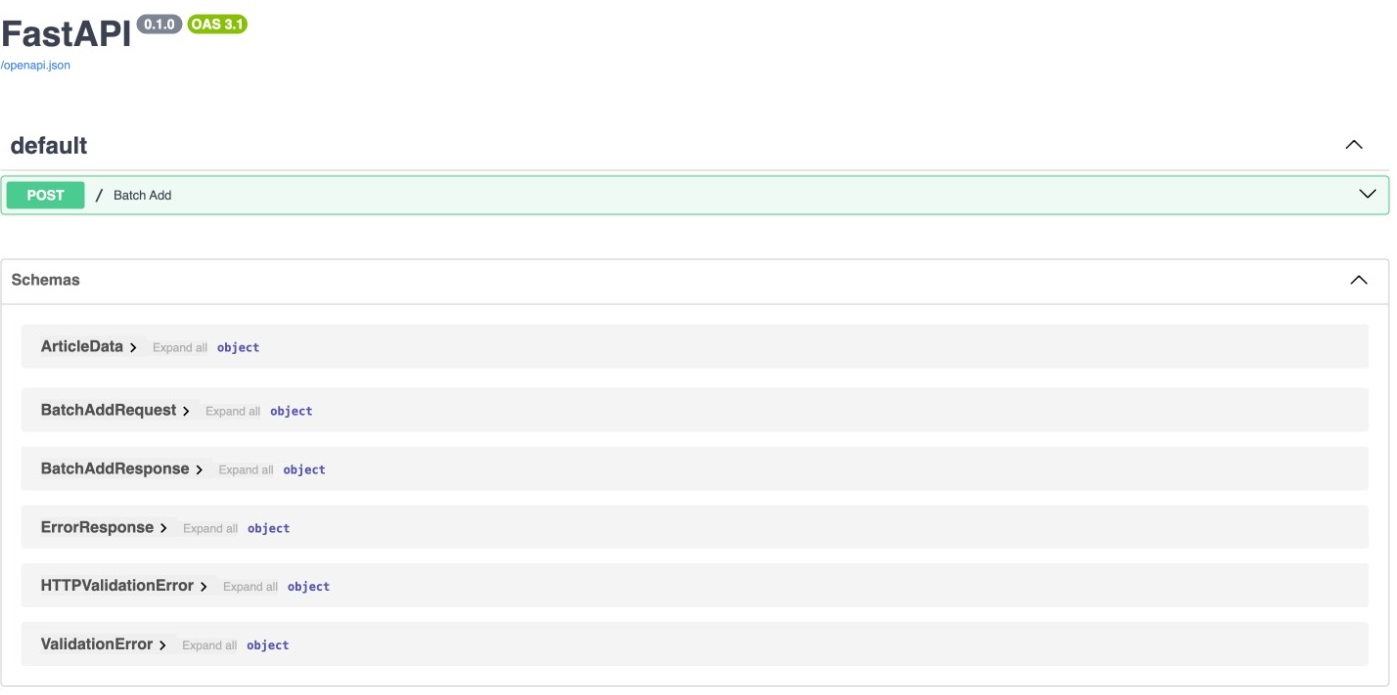 FastAPI 0.1.0 OAS 3.1
/openapi.json
default
POST / Batch Add
Schemas
ArticleData Expand all object
BatchAddRequest Expand all object
BatchAddResponse Expand all object
ErrorResponse Expand all object
HTTPValidationError Expand all object
ValidationError Expand all object